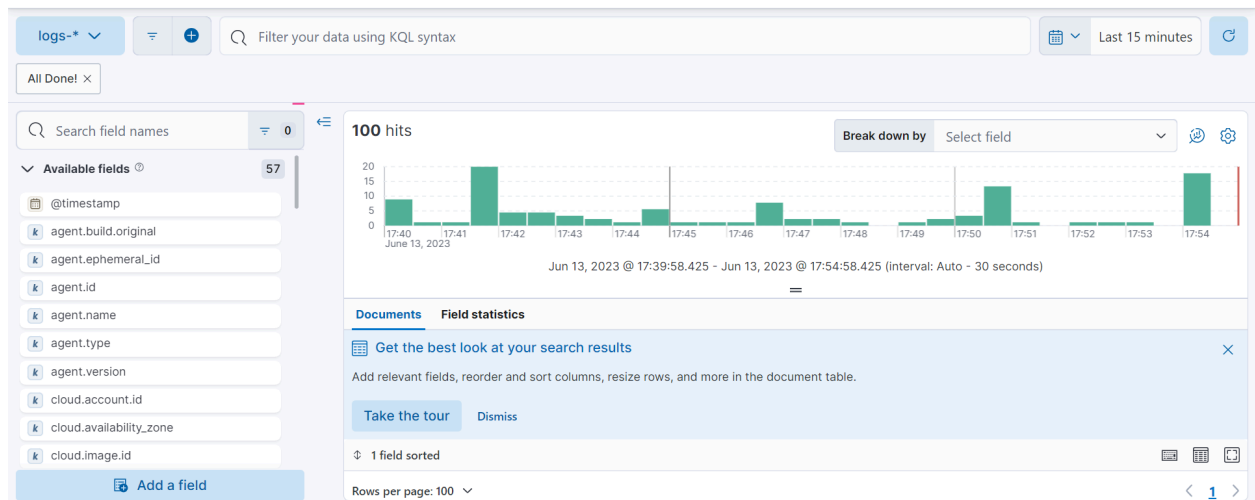 logs-*
Filter your data using KQL syntax
Last 15 minutes
All Done!
Search field names
0
Available fields
57
@timestamp
k agent.build.original
k agent.ephemeral_id
k agent.id
k agent.name
k agent.type
k agent.version
k cloud.account.id
k cloud.availability_zone
k cloud.image.id
Add a field
100 hits
Break down by Select field
20
15
10
5
0
17:40 17:41 17:42 17:43 17:44 17:45 17:46 17:47 17:48 17:49 17:50 17:51 17:52 17:53 17:54
June 13, 2023
Jun 13, 2023 @ 17:39:58.425 - Jun 13, 2023 @ 17:54:58.425 (interval: Auto - 30 seconds)
Documents Field statistics
Get the best look at your search results
Add relevant fields, reorder and sort columns, resize rows, and more in the document table.
Take the tour Dismiss
1 field sorted
Rows per page: 100
1